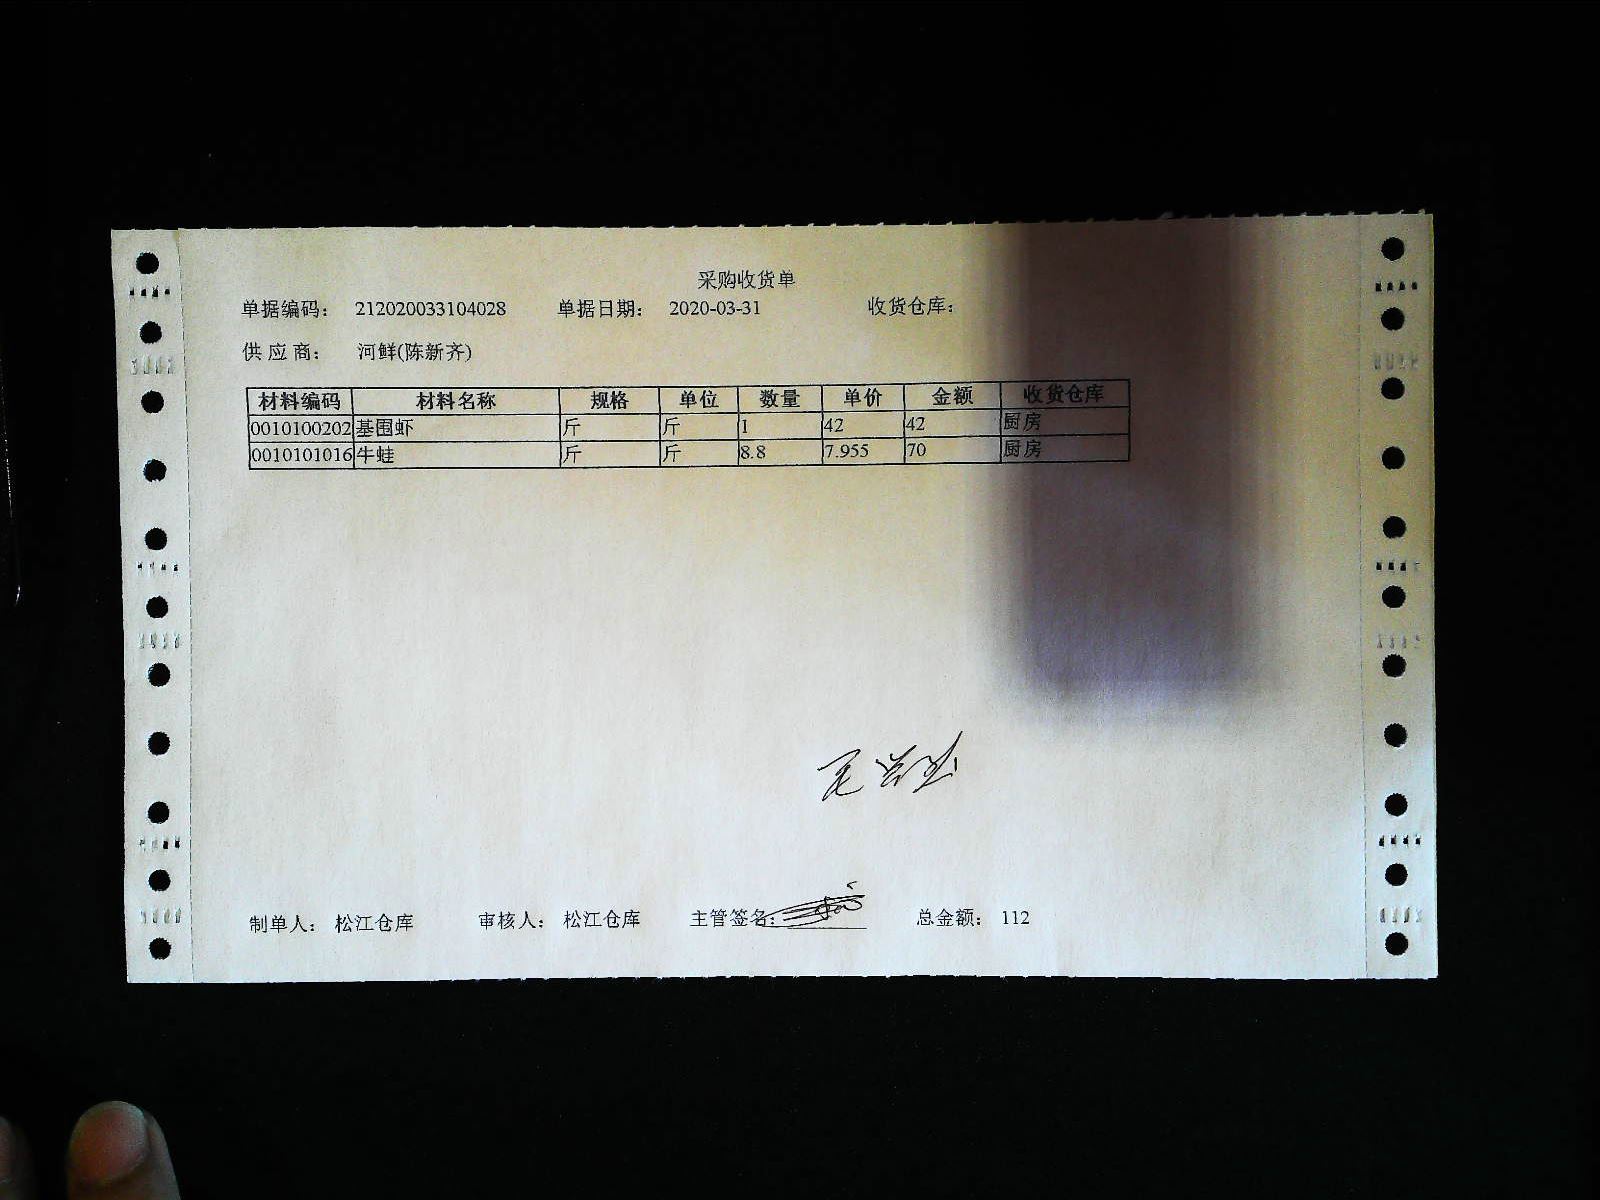 采购收货单
单据编码： 212020033104028 单据日期： 2020-03-31 收货仓库：
供 应 商： 河鲜(陈新齐)
材料编码 材料名称 规格 单位 数量 单价 金额 收货仓库
0010100202 基围虾 斤 斤 1 42 42 厨房
0010101016 牛蛙 斤 斤 8.8 7.955 70 厨房
制单人： 松江仓库 审核人： 松江仓库 主管签名： 总金额： 112